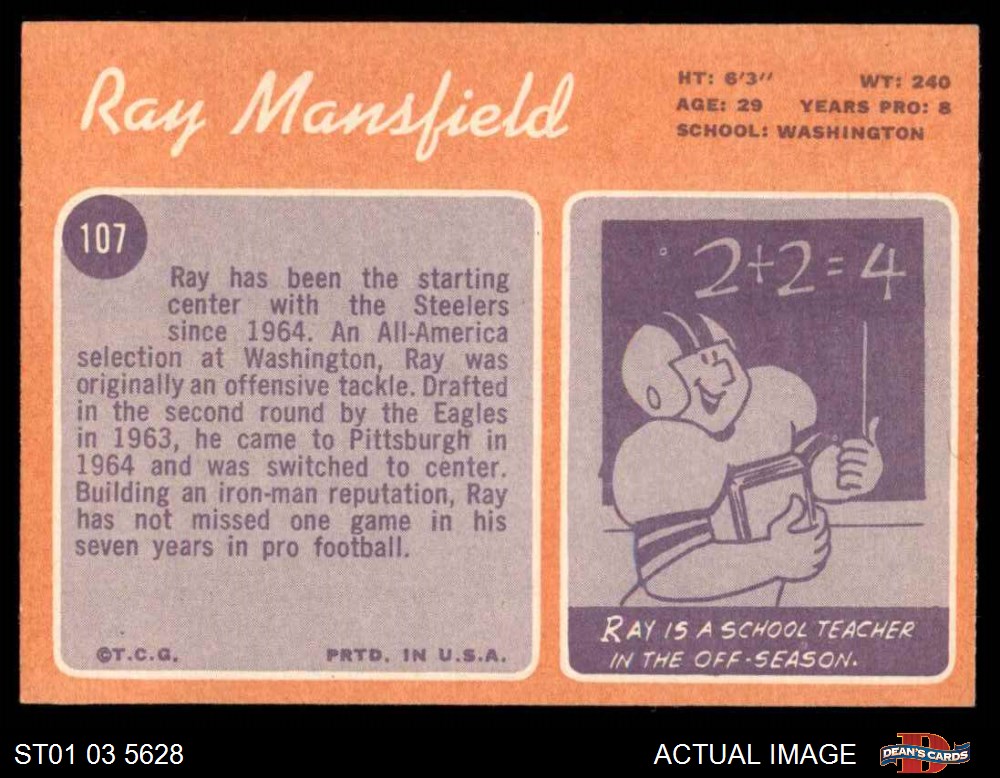 Ray Mansfield
HT: 6'3" WT: 240
AGE: 29 YEARS PRO: 8
SCHOOL: WASHINGTON
107
Ray has been the starting
center with the Steelers
since 1964. An All-America
selection at Washington, Ray was
originally an offensive tackle. Drafted
in the second round by the Eagles
in 1963, he came to Pittsburgh in
1964 and was switched to center.
Building an iron-man reputation, Ray
has not missed one game in his
seven years in pro football.
©T.C.G. PRTD. IN U.S.A.
2+2=4
RAY IS A SCHOOL TEACHER
IN THE OFF-SEASON.
ST01 03 5628
ACTUAL IMAGE
D
DEAN'S CARDS